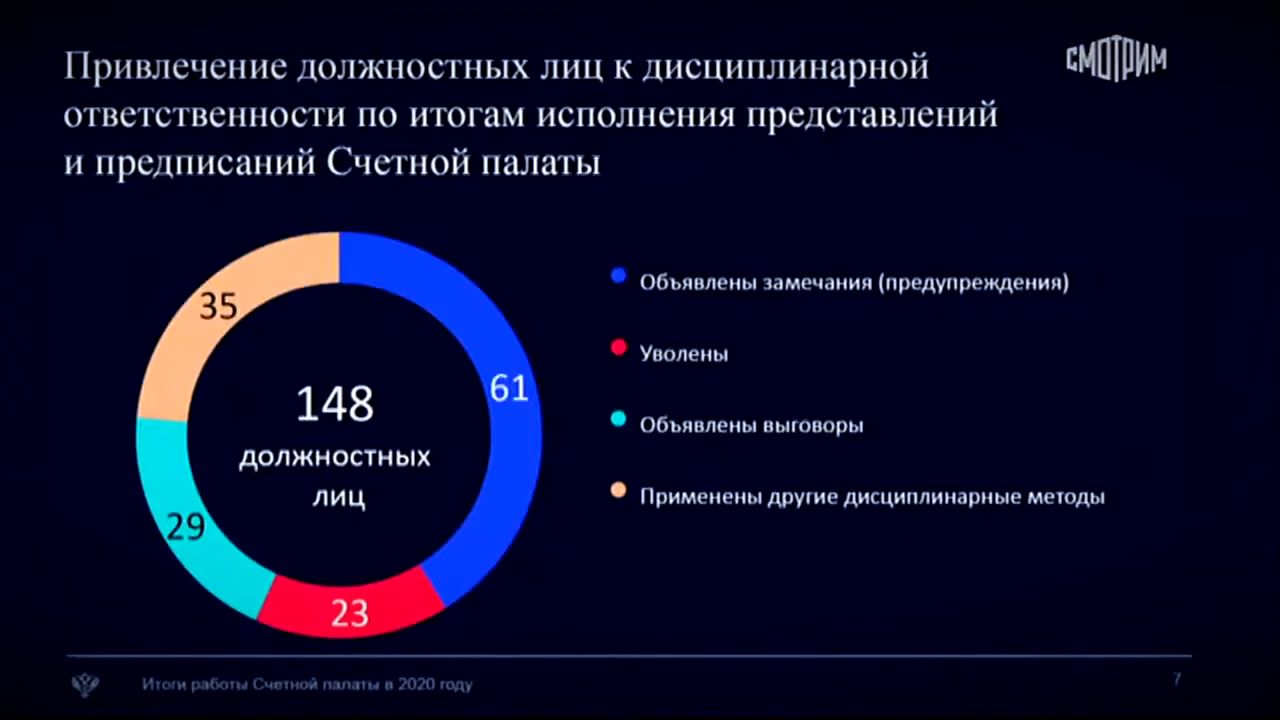 Привлечение должностных лиц к дисциплинарной
ответственности по итогам исполнения представлений
и предписаний Счетной палаты
СМОТРИМ
35
61
148
должностных
лиц
29
23
Объявлены замечания (предупреждения)
Уволены
Объявлены выговоры
Применены другие дисциплинарные методы
Итоги работы Счетной палаты в 2020 году
7